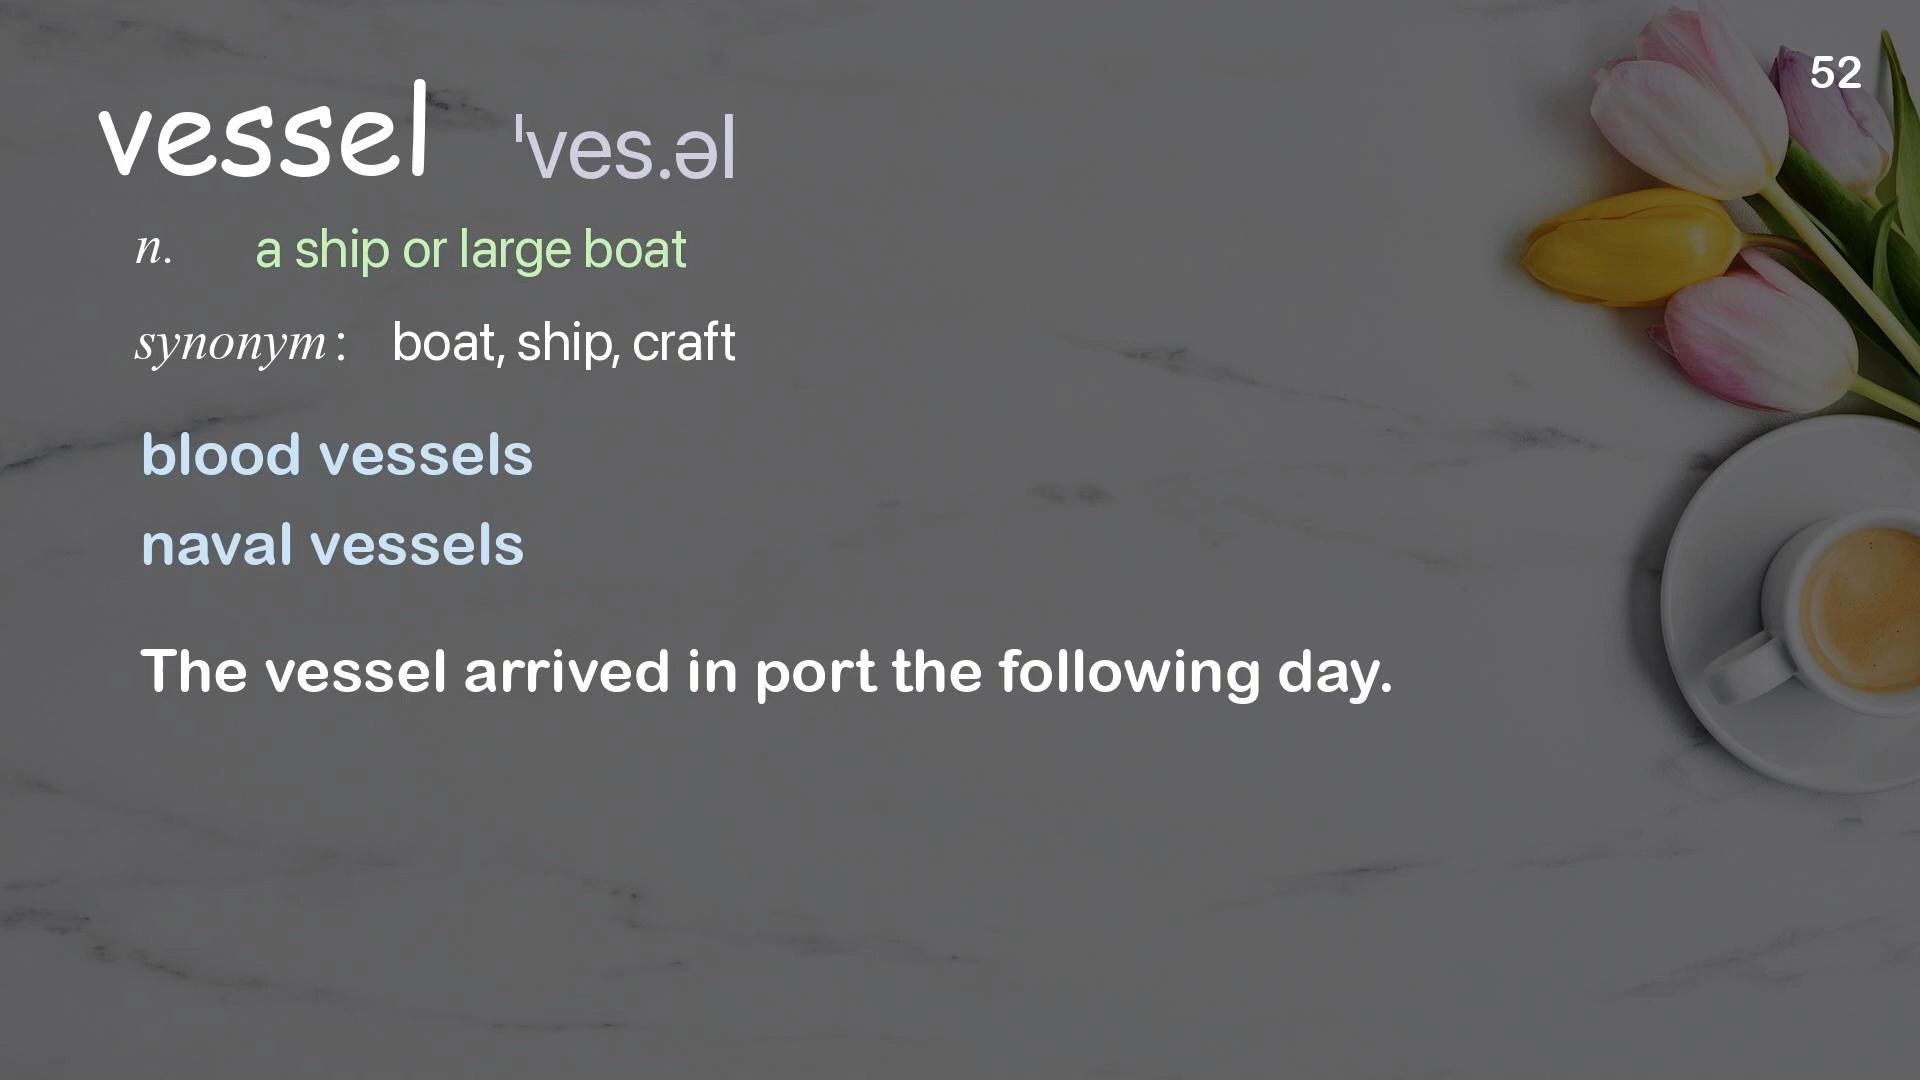 52
vessel ˈves.əl
n. a ship or large boat
synonym: boat, ship, craft
blood vessels
naval vessels
The vessel arrived in port the following day.